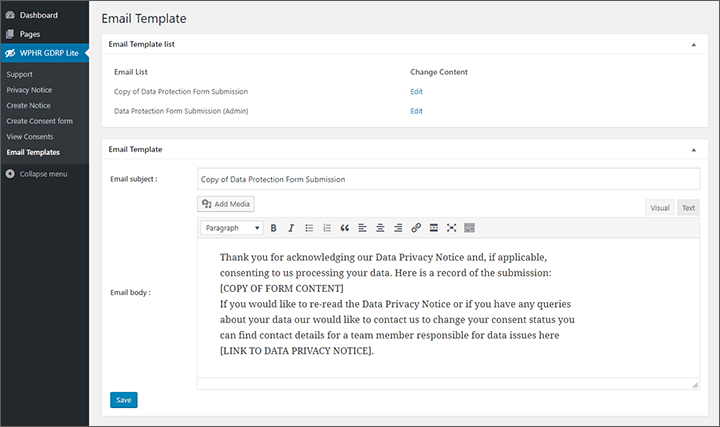 Dashboard
Pages
WPHR GDRP Lite
Support
Privacy Notice
Create Notice
Create Consent form
View Consents
Email Templates
Collapse menu
Email Template
Email Template list
Email List Change Content
Copy of Data Protection Form Submission Edit
Data Protection Form Submission (Admin) Edit
Email Template
Email subject : Copy of Data Protection Form Submission
Add Media Visual Text
Paragraph B I
Thank you for acknowledging our Data Privacy Notice and, if applicable,
consenting to us processing your data. Here is a record of the submission:
[COPY OF FORM CONTENT]
If you would like to re-read the Data Privacy Notice or if you have any queries
about your data our would like to contact us to change your consent status you
can find contact details for a team member responsible for data issues here
[LINK TO DATA PRIVACY NOTICE].
Email body :
Save